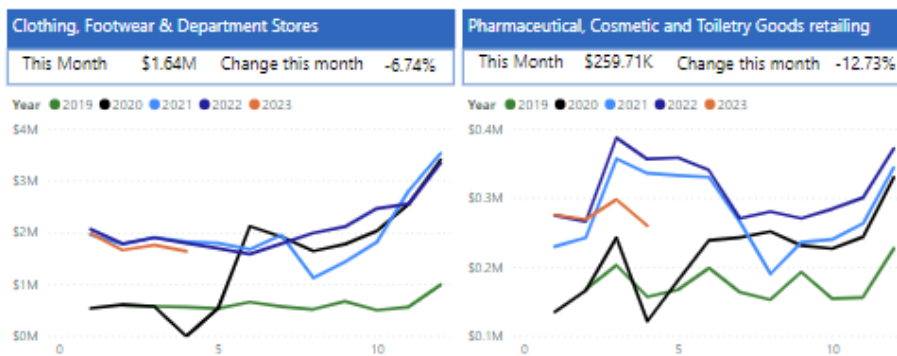 Clothing, Footwear & Department Stores
This Month $1.64M Change this month -6.74%
Year 2019 2020 2021 2022 2023
$4M
$3M
$2M
$1M
$0M
0 5 10
Pharmaceutical, Cosmetic and Toiletry Goods retailing
This Month $259.71K Change this month -12.73%
Year 2019 2020 2021 2022 2023
$0.4M
$0.3M
$0.2M
$0.1M
0 5 10